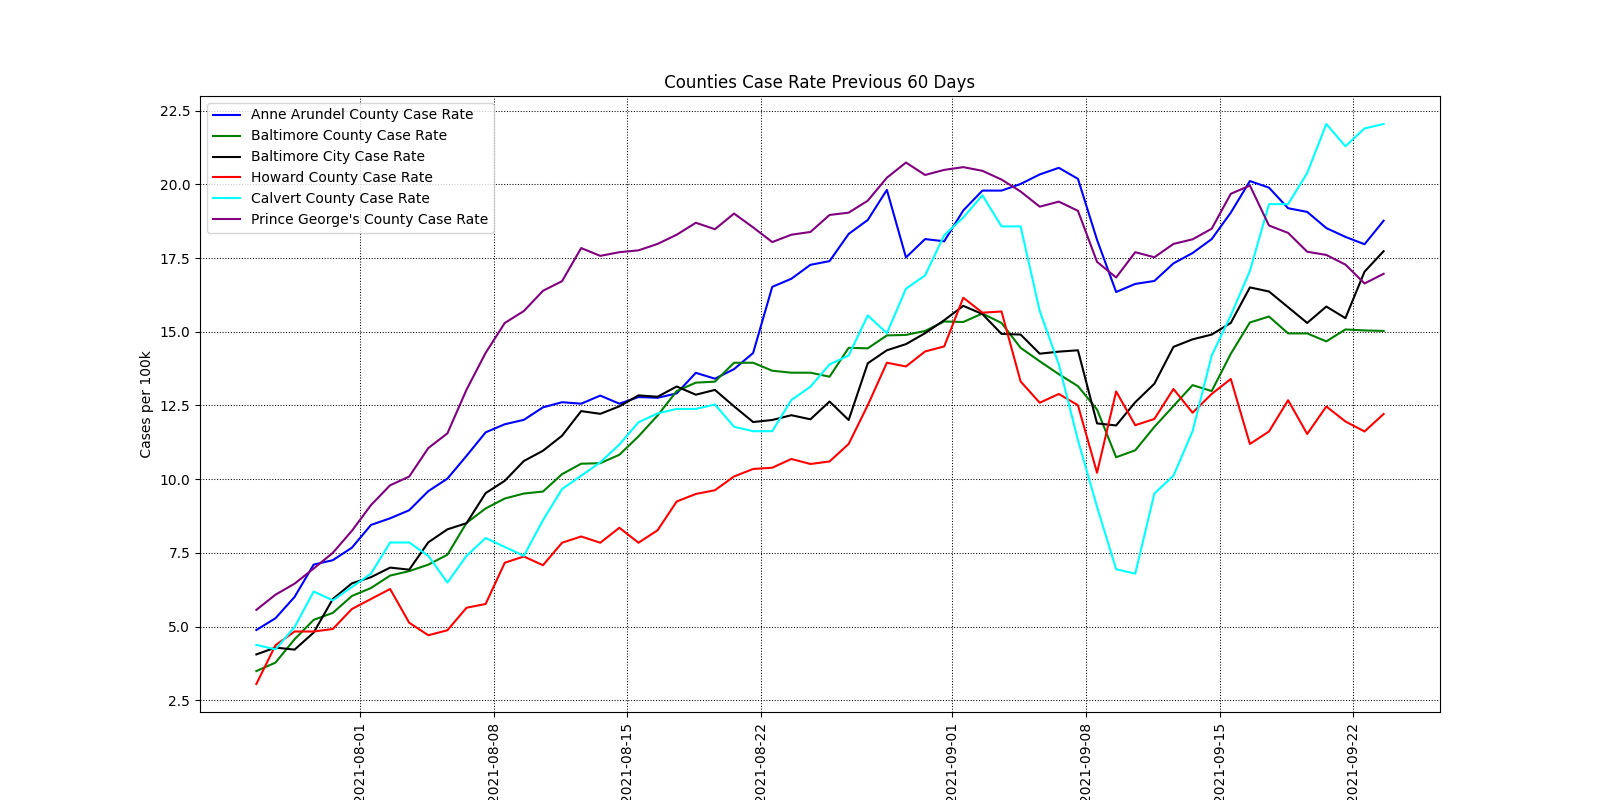 Counties Case Rate Previous 60 Days
Anne Arundel County Case Rate
Baltimore County Case Rate
Baltimore City Case Rate
Howard County Case Rate
Calvert County Case Rate
Prince George's County Case Rate
Cases per 100k
22.5
20.0
17.5
15.0
12.5
10.0
7.5
5.0
2.5
2021-08-01
2021-08-08
2021-08-15
2021-08-22
2021-09-01
2021-09-08
2021-09-15
2021-09-22